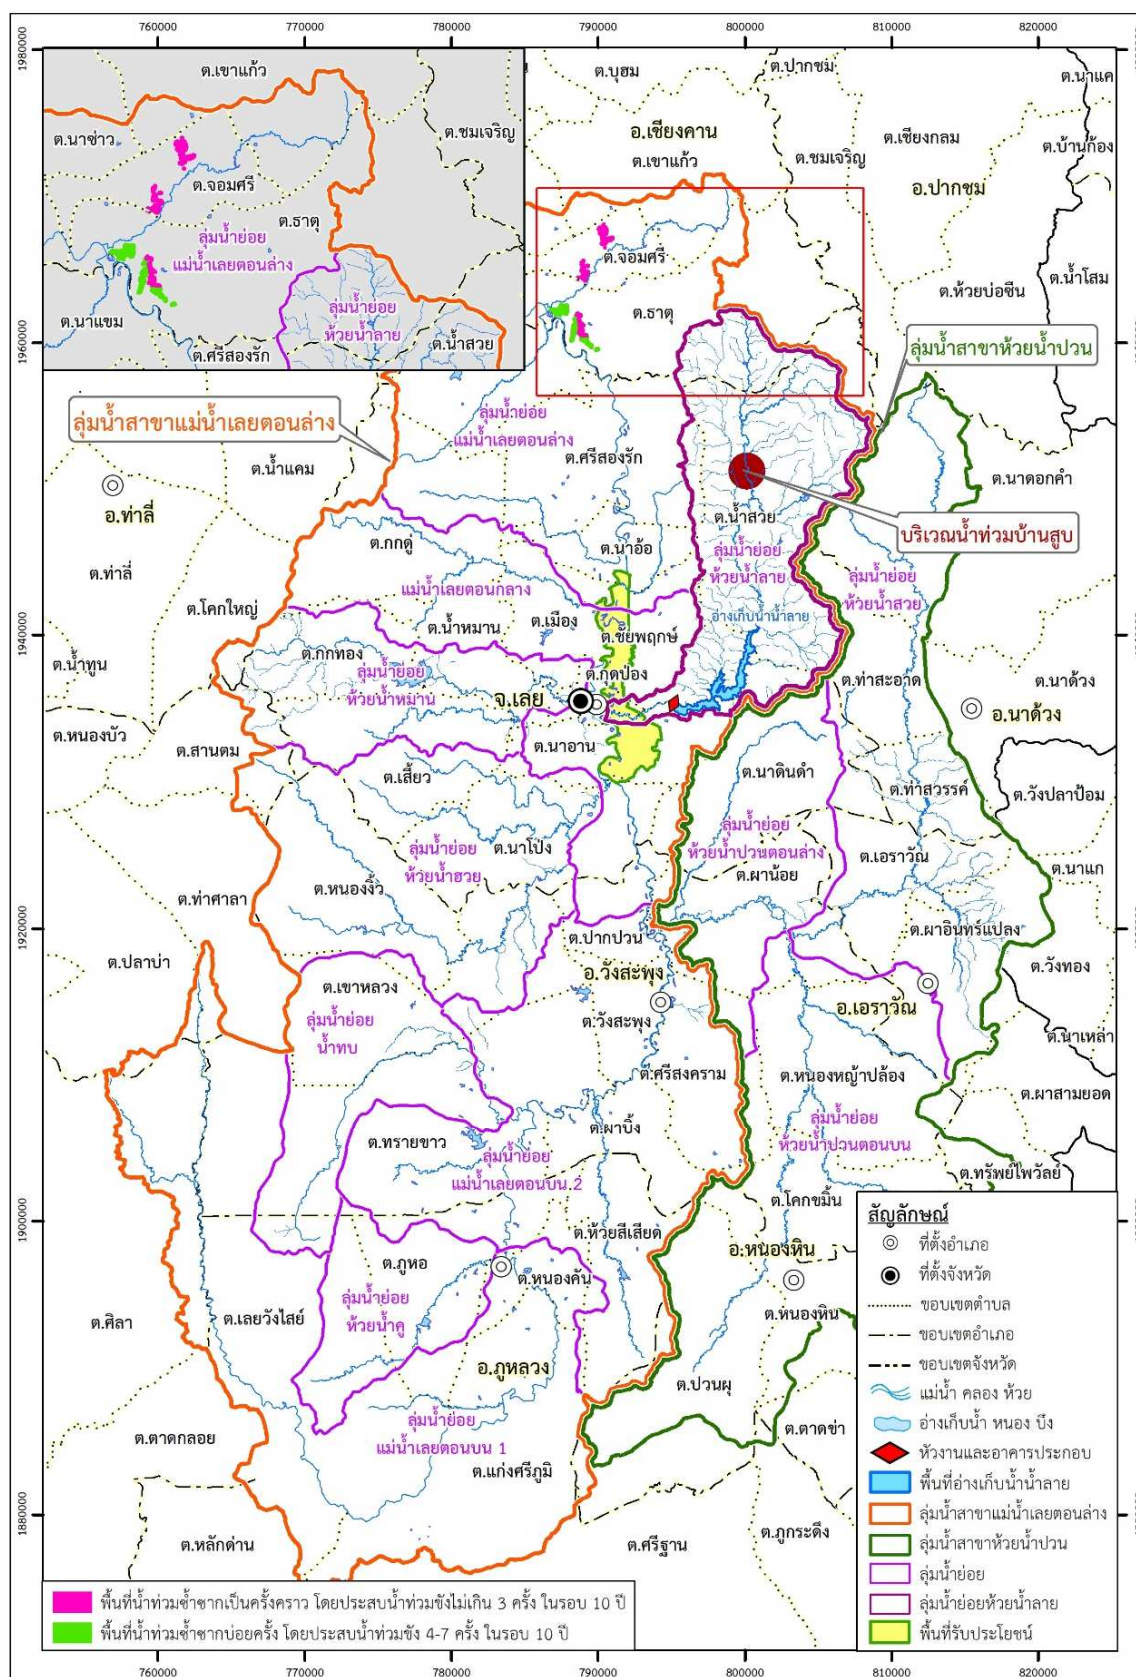 760000
770000
780000
790000
800000
810000
820000
1980000
1960000
1940000
1920000
1900000
1880000
ต.เขาแก้ว
ต.นาซ่าว
ต.ชมเจริญ
ต.จอมศรี
ต.ธาตุ
ลุ่มน้ำย่อย
แม่น้ำเลยตอนล่าง
ต.นาแขม
ต.ศรีสองรัก
ลุ่มน้ำย่อย
ห้วยน้ำลาย
ต.น้ำสวย
ต.บุฮม
ต.ปากชม
ต.นาแค
อ.เชียงคาน
ต.เขาแก้ว
ต.ชมเจริญ
ต.เชียงกลม
ต.บ้านก้อง
อ.ปากชม
ต.จอมศรี
ต.ธาตุ
ต.ห้วยบ่อซืน
ต.น้ำโสม
ลุ่มน้ำสาขาห้วยน้ำปวน
ลุ่มน้ำสาขาแม่น้ำเลยตอนล่าง
ลุ่มน้ำย่อย
แม่น้ำเลยตอนล่าง
ต.ศรีสองรัก
ต.น้ำแคม
อ.ท่าลี่
ต.นาดอกคำ
ต.น้ำสวย
บริเวณน้ำท่วมบ้านสูบ
ต.กกดู่
ต.นาอ้อ
ลุ่มน้ำย่อย
ห้วยน้ำลาย
ลุ่มน้ำย่อย
ห้วยน้ำสวย
ต.ท่าลี่
แม่น้ำเลยตอนกลาง
ต.โคกใหญ่
ต.น้ำหมาน
ต.เมือง
ต.ชัยพฤกษ์
อ่างเก็บน้ำน้ำลาย
ต.น้ำทูน
ต.กกทอง
ลุ่มน้ำย่อย
ห้วยน้ำหมาน
ต.กุดป่อง
ต.ท่าสะอาด
ต.นาด้วง
จ.เลย
อ.นาด้วง
ต.หนองบัว
ต.สานตม
ต.นาอาน
ต.เสี้ยว
ต.นาดินดำ
ต.ท่าสวรรค์
ต.วังปลาป้อม
ลุ่มน้ำย่อย
ห้วยน้ำฮวย
ต.นาโป่ง
ลุ่มน้ำย่อย
ห้วยน้ำปวนตอนล่าง
ต.เอราวัณ
ต.นาแก
ต.ผาน้อย
ต.หนองงิ้ว
ต.ท่าศาลา
ต.ปากปวน
ต.ผาอินทร์แปลง
ต.ปลาบ่า
ต.เขาหลวง
อ.วังสะพุง
ต.วังทอง
ลุ่มน้ำย่อย
น้ำทบ
ต.วังสะพุง
อ.เอราวัณ
ต.นาเหล่า
ต.ศรีสงคราม
ต.หนองหญ้าปล้อง
ต.ผาสามยอด
ต.ทรายขาว
ต.ผาบิ้ง
ลุ่มน้ำย่อย
ห้วยน้ำปวนตอนบน
ลุ่มน้ำย่อย
แม่น้ำเลยตอนบน 2
ต.ทรัพย์ไพวัลย์
ต.โคกขมิ้น
ต.ห้วยสีเสียด
อ.หนองหิน
ต.ภูหอ
ต.หนองคัน
ต.หนองหิน
ต.ศิลา
ต.เลยวังไสย์
ลุ่มน้ำย่อย
ห้วยน้ำคู
อ.ภูหลวง
ต.ปวนผุ
ต.ตาดข่า
ต.ตาดกลอย
ลุ่มน้ำย่อย
แม่น้ำเลยตอนบน 1
ต.แก่งศรีภูมิ
ต.หลักด่าน
ต.ศรีฐาน
ต.ภูกระดึง
สัญลักษณ์
ที่ตั้งอำเภอ
ที่ตั้งจังหวัด
ขอบเขตตำบล
ขอบเขตอำเภอ
ขอบเขตจังหวัด
แม่น้ำ คลอง ห้วย
อ่างเก็บน้ำ หนอง บึง
หัวงานและอาคารประกอบ
พื้นที่อ่างเก็บน้ำน้ำลาย
ลุ่มน้ำสาขาแม่น้ำเลยตอนล่าง
ลุ่มน้ำสาขาห้วยน้ำปวน
ลุ่มน้ำย่อย
ลุ่มน้ำย่อยห้วยน้ำลาย
พื้นที่รับประโยชน์
พื้นที่น้ำท่วมซ้ำซากเป็นครั้งคราว โดยประสบน้ำท่วมขังไม่เกิน 3 ครั้ง ในรอบ 10 ปี
พื้นที่น้ำท่วมซ้ำซากบ่อยครั้ง โดยประสบน้ำท่วมขัง 4-7 ครั้ง ในรอบ 10 ปี
760000
770000
780000
790000
800000
810000
820000